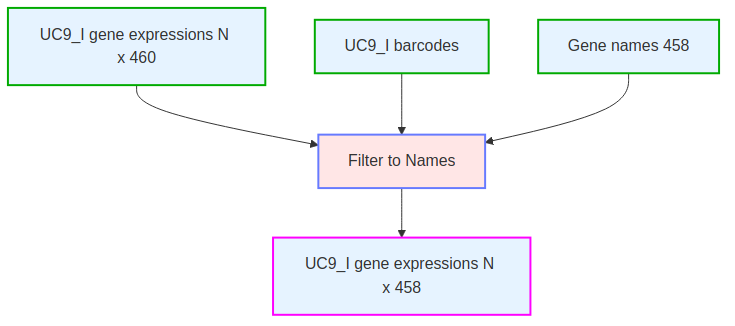 UC9_I gene expressions N
x 460
UC9_I barcodes
Gene names 458
Filter to Names
UC9_I gene expressions N
x 458